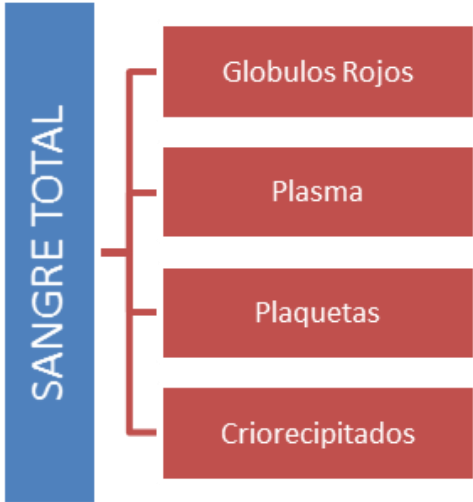 SANGRE TOTAL
Globulos Rojos
Plasma
Plaquetas
Criorecipitados